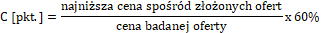 najniższa cena spośród złożonych ofert
C [pkt. ] = x 60%
cena badanej oferty